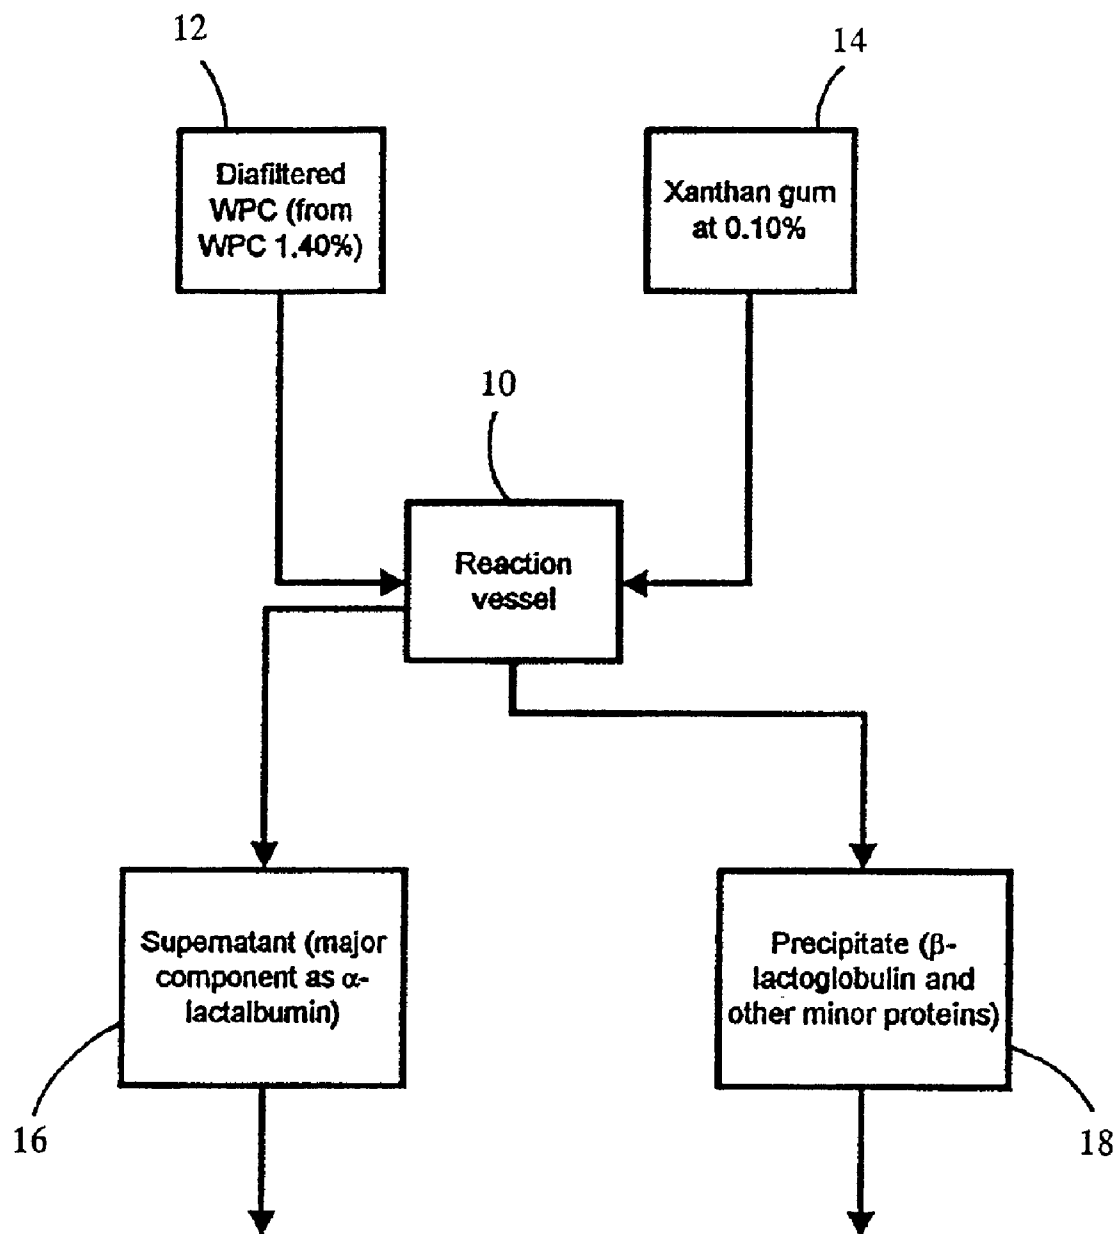 12
14
Diafiltered
WPC (from
WPC 1.40%)
Xanthan gum
at 0.10%
10
Reaction
vessel
Supernatant (major
component as α-
lactalbumin)
Precipitate (β-
lactoglobulin and
other minor proteins)
16
18